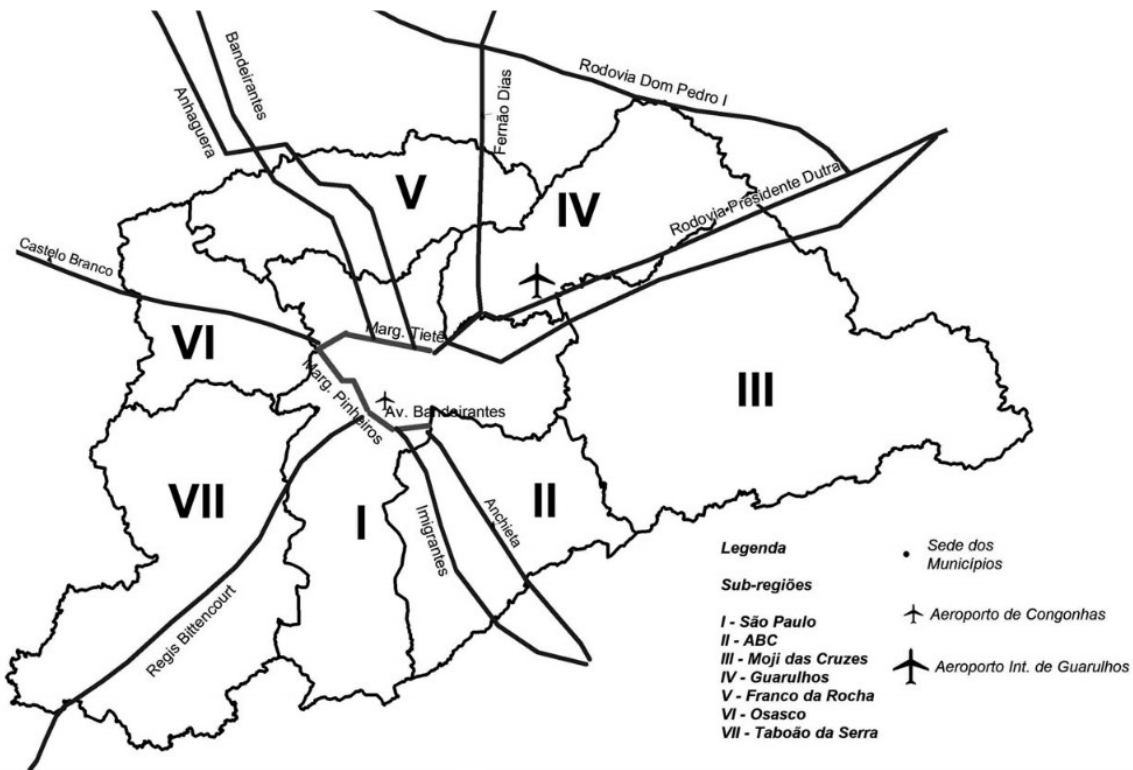 Bandeirantes
Anhaguera
Fernão Dias
Rodovia Dom Pedro I
V
IV
Rodovia Presidente Dutra
Castelo Branco
VI
Marg. Tietê
Marg. Pinheiros
Av. Bandeirantes
III
VII
I
II
Imigrantes
Anchieta
Regis Bittencourt
Legenda
Sub-regiões
I - São Paulo
II - ABC
III - Moji das Cruzes
IV - Guarulhos
V - Franco da Rocha
VI - Osasco
VII - Taboão da Serra
Sede dos
Municípios
Aeroporto de Congonhas
Aeroporto Int. de Guarulhos